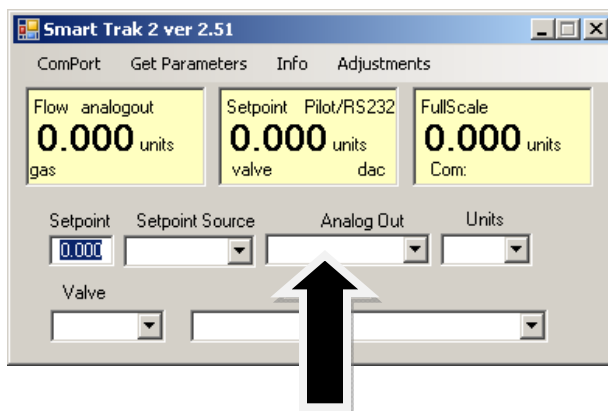 Smart Trak 2 ver 2.51
ComPort Get Parameters Info Adjustments
Flow analogout
0.000 units
gas
Setpoint Pilot/RS232
0.000 units
valve dac
FullScale
0.000 units
Com:
Setpoint Setpoint Source Analog Out Units
0.000
Valve